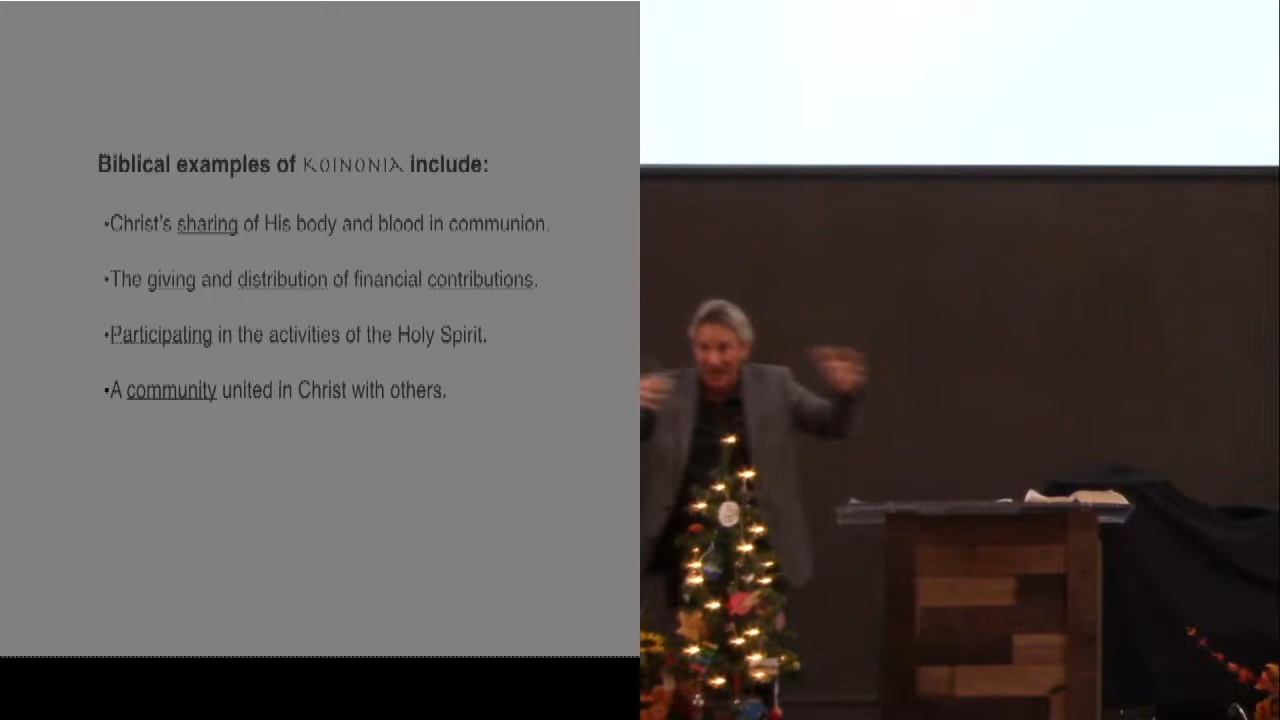 Biblical examples of KOINONIA include:
•Christ's sharing of His body and blood in communion.
•The giving and distribution of financial contributions.
•Participating in the activities of the Holy Spirit.
•A community united in Christ with others.